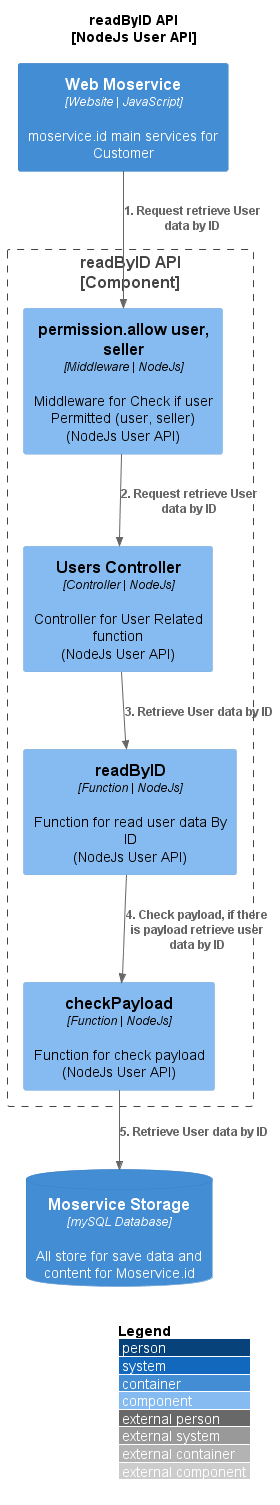 readByID API
[NodeJs User API]
Web Moservice
[Website | JavaScript]
moservice.id main services for
Customer
1. Request retrieve User
data by ID
readByID API
[Component]
permission.allow user,
seller
[Middleware | NodeJs]
Middleware for Check if user
Permitted (user, seller)
(NodeJs User API)
2. Request retrieve User
data by ID
Users Controller
[Controller | NodeJs]
Controller for User Related
function
(NodeJs User API)
3. Retrieve User data by ID
readByID
[Function | NodeJs]
Function for read user data By
ID
(NodeJs User API)
4. Check payload, if there
is payload retrieve user
data by ID
checkPayload
[Function | NodeJs]
Function for check payload
(NodeJs User API)
5. Retrieve User data by ID
Moservice Storage
[mySQL Database]
All store for save data and
content for Moservice.id
Legend
person
system
container
component
external person
external system
external container
external component